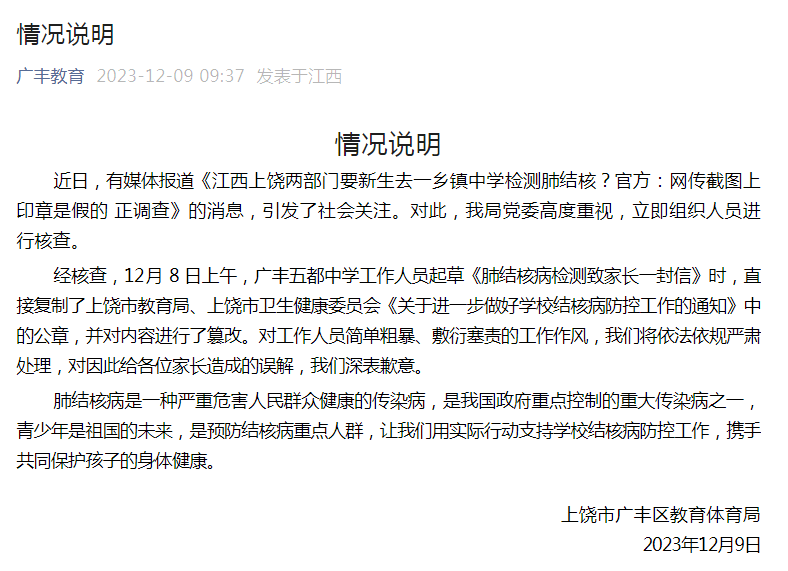 情况说明
广丰教育 2023-12-09 09:37 发表于江西
情况说明
近日，有媒体报道《江西上饶两部门要新生去一乡镇中学检测肺结核？官方：网传截图上
印章是假的 正调查》的消息，引发了社会关注。对此，我局党委高度重视，立即组织人员进
行核查。
经核查，12月 8 日上午，广丰五都中学工作人员起草《肺结核病检测致家长一封信》时，直
接复制了上饶市教育局、上饶市卫生健康委员会《关于进一步做好学校结核病防控工作的通知》中
的公章，并对内容进行了篡改。对工作人员简单粗暴、敷衍塞责的工作作风，我们将依法依规严肃
处理，对因此给各位家长造成的误解，我们深表歉意。
肺结核病是一种严重危害人民群众健康的传染病，是我国政府重点控制的重大传染病之一，
青少年是祖国的未来，是预防结核病重点人群，让我们用实际行动支持学校结核病防控工作，携手
共同保护孩子的身体健康。
上饶市广丰区教育体育局
2023年12月9日